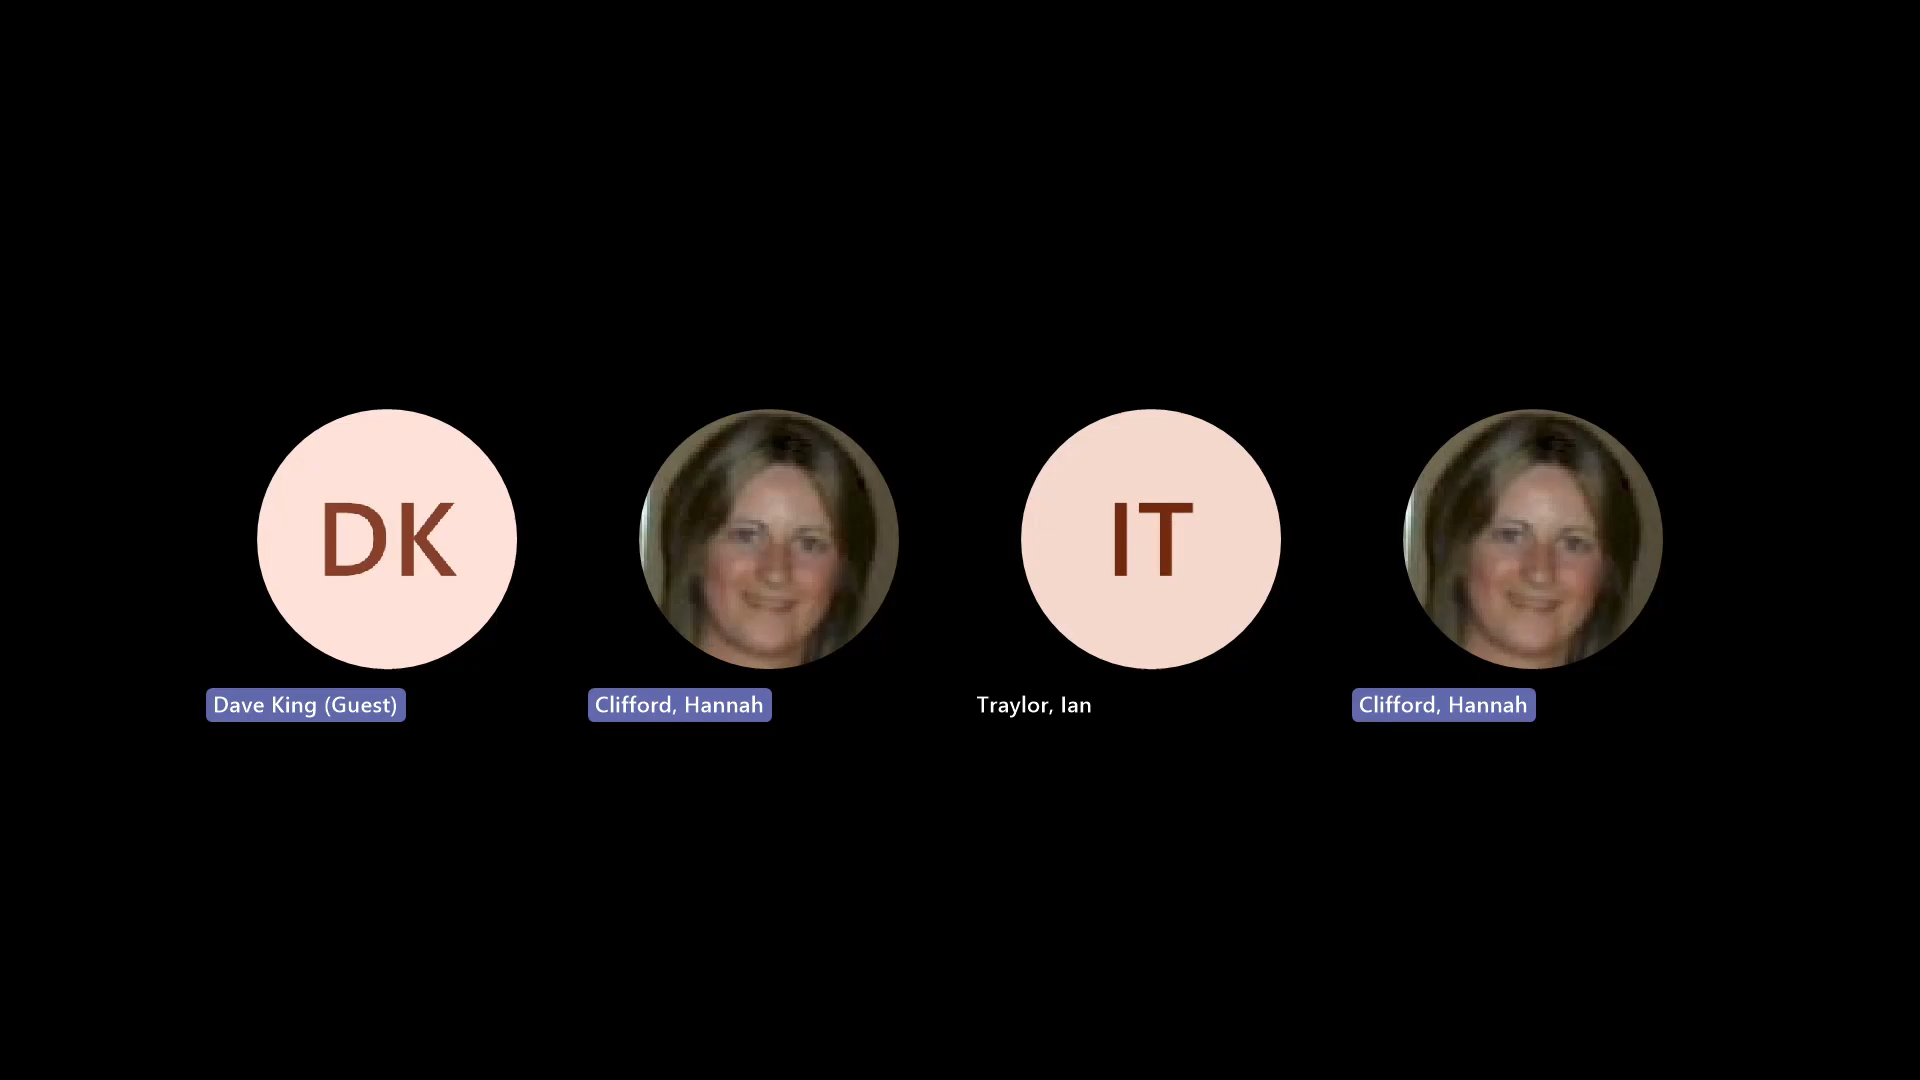 DK
IT
Dave King (Guest)
Clifford, Hannah
Traylor, Ian
Clifford, Hannah